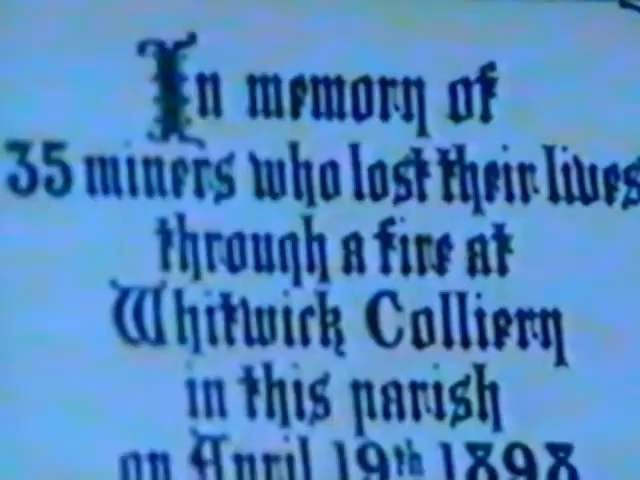 In memory of
35 miners who lost their lives
through a fire at
Whitwick Colliery
in this parish
on April 19th 1898